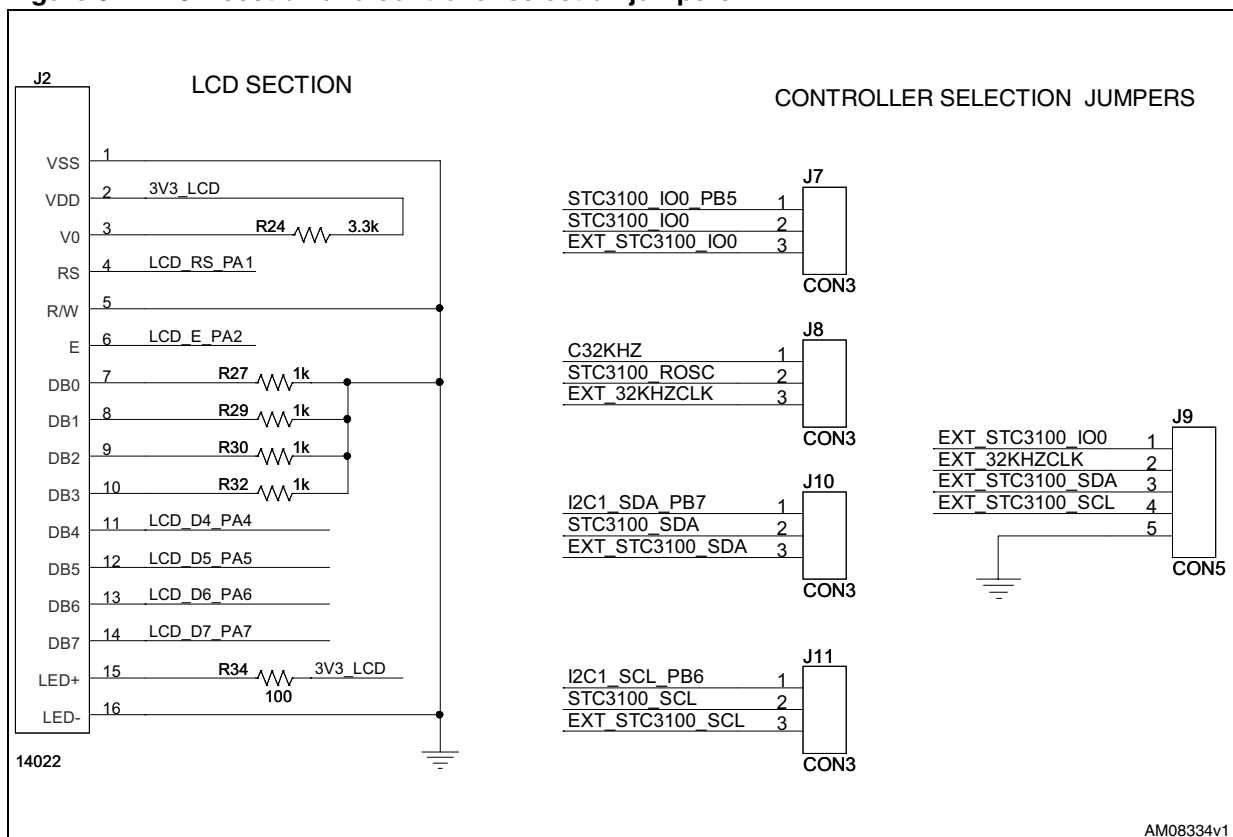 J2
LCD SECTION
VSS 1
VDD 2 3V3_LCD
V0 3 R24 3.3k
RS 4 LCD_RS_PA1
R/W 5
E 6 LCD_E_PA2
DB0 7 R27 1k
DB1 8 R29 1k
DB2 9 R30 1k
DB3 10 R32 1k
DB4 11 LCD_D4_PA4
DB5 12 LCD_D5_PA5
DB6 13 LCD_D6_PA6
DB7 14 LCD_D7_PA7
LED+ 15 R34 100 3V3_LCD
LED- 16
14022
CONTROLLER SELECTION JUMPERS
J7
STC3100_IO0_PB5 1
STC3100_IO0 2
EXT_STC3100_IO0 3
CON3
J8
C32KHZ 1
STC3100_ROSC 2
EXT_32KHZCLK 3
CON3
J10
I2C1_SDA_PB7 1
STC3100_SDA 2
EXT_STC3100_SDA 3
CON3
J11
I2C1_SCL_PB6 1
STC3100_SCL 2
EXT_STC3100_SCL 3
CON3
J9
EXT_STC3100_IO0 1
EXT_32KHZCLK 2
EXT_STC3100_SDA 3
EXT_STC3100_SCL 4
5
CON5
AM08334v1